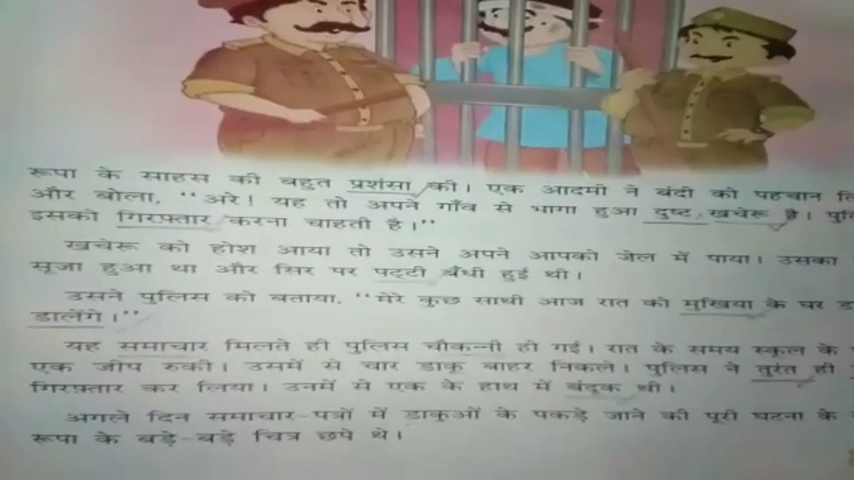 रूपा के साहस की बहुत प्रशंसा की। एक आदमी ने बंदी को पहचान
और बोला, "अरे! यह तो अपने गाँव से भागा हुआ दुष्ट खचेरू है।
इसको गिरफ़्तार करना चाहती है।"
खचेरू को होश आया तो उसने अपने आपको जेल में पाया। उसका
सूजा हुआ था और सिर पर पट्टी बँधी हुई थी।
उसने पुलिस को बताया, "मेरे कुछ साथी आज रात को मुखिया के घर
डालेंगे।"
यह समाचार मिलते ही पुलिस चौकन्नी हो गई। रात के समय स्कूल के
एक जीप रुकी। उसमें से चार डाकू बाहर निकले। पुलिस ने तुरंत ही
गिरफ़्तार कर लिया। उनमें से एक के हाथ में बंदूक थी।
अगले दिन समाचार-पत्रों में डाकुओं के पकड़े जाने की पूरी घटना के
रूपा के बड़े-बड़े चित्र छपे थे।